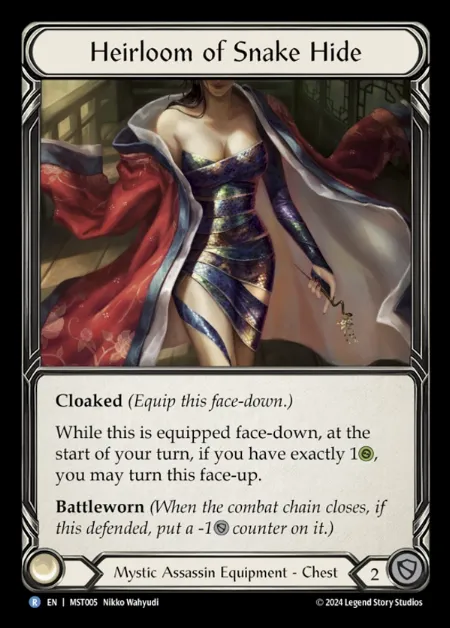 Heirloom of Snake Hide
Cloaked (Equip this face-down.)
While this is equipped face-down, at the
start of your turn, if you have exactly 1,
you may turn this face-up.
Battleworn (When the combat chain closes, if
this defended, put a -1 counter on it.)
Mystic Assassin Equipment - Chest
2
R EN | MST005 Nikko Wahyudi
© 2024 Legend Story Studios